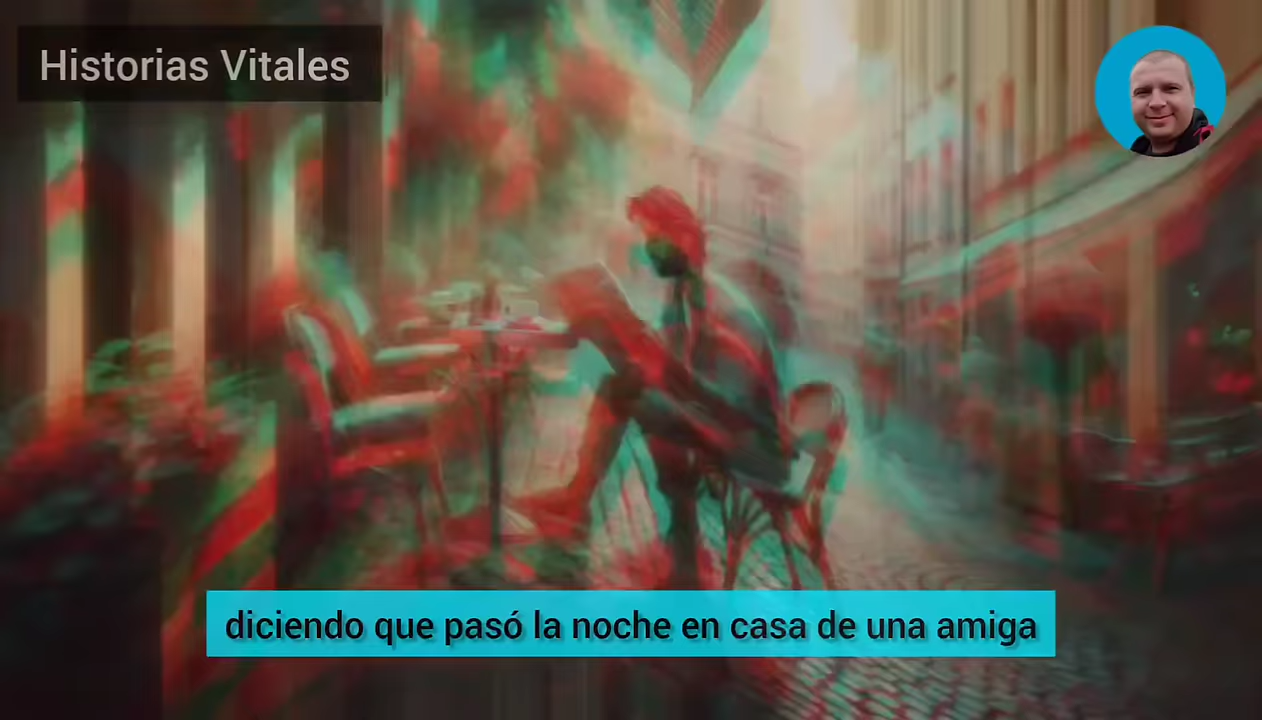 Historias Vitales
diciendo que pasó la noche en casa de una amiga